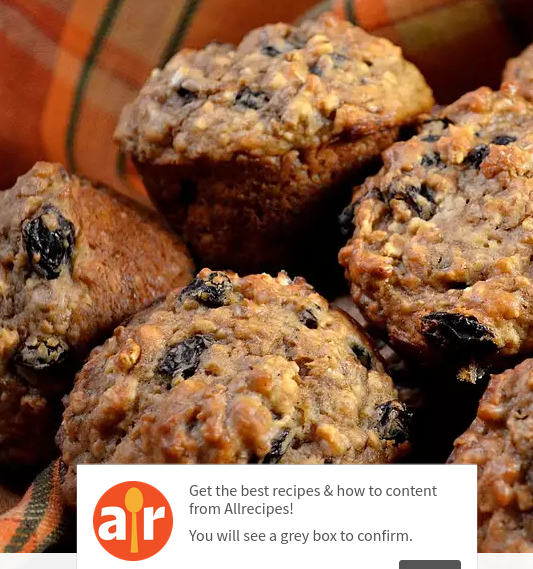 Get the best recipes & how to content
from Allrecipes!
You will see a grey box to confirm.
ar